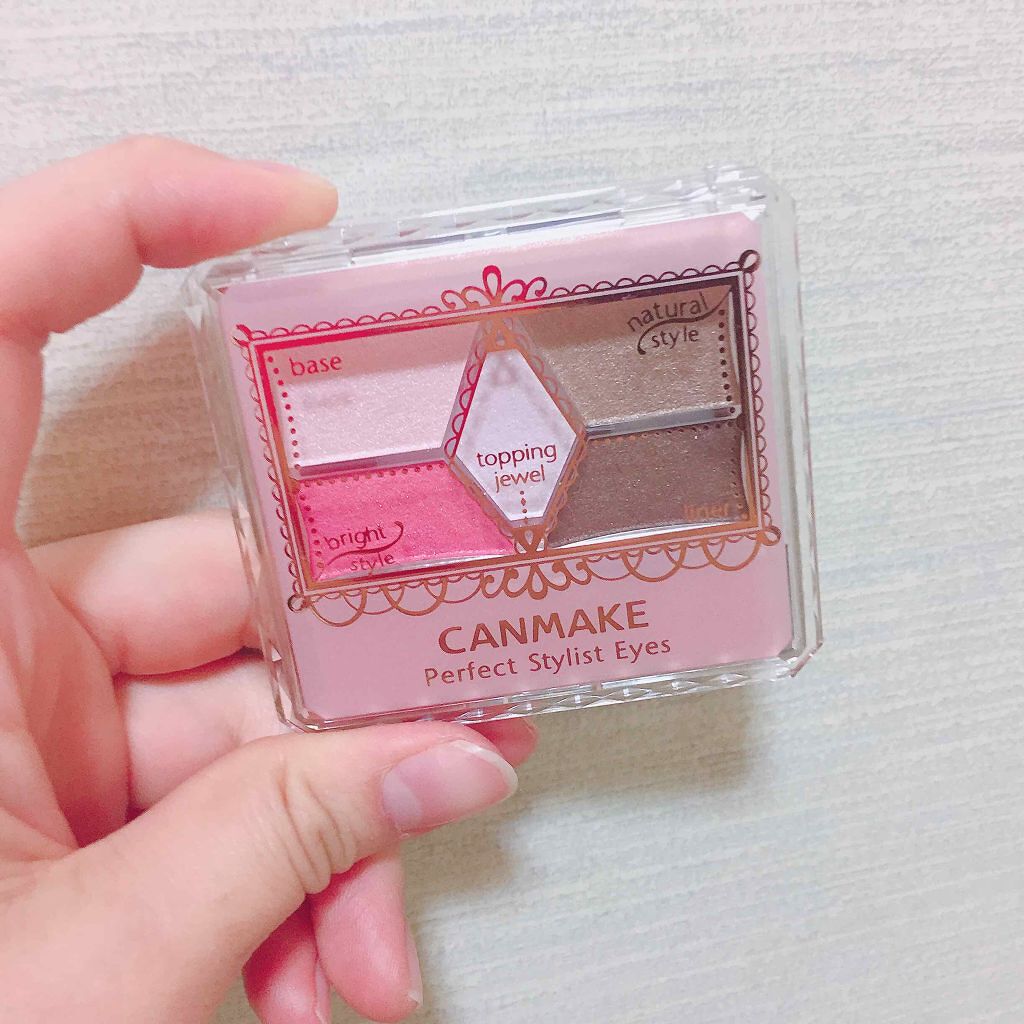 base
natural
style
topping
jewel
bright
style
liner
CANMAKE
Perfect Stylist Eyes